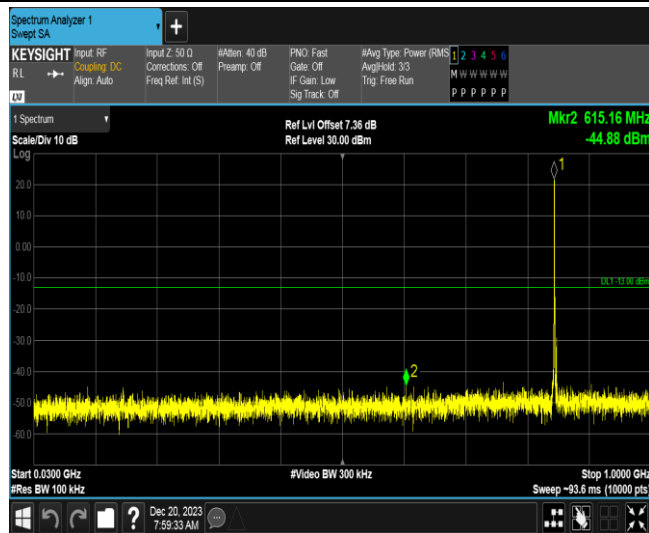 Spectrum Analyzer 1
Swept SA
+
KEYSIGHT
RL
LXI
Input: RF
Coupling: DC
Align: Auto
Input Z: 50 Ω
Corrections: Off
Freq Ref: Int (S)
#Atten: 40 dB
Preamp: Off
PNO: Fast
Gate: Off
IF Gain: Low
Sig Track: Off
#Avg Type: Power (RMS
Avg|Hold: 3/3
Trig: Free Run
1 2 3 4 5 6
M W W W W W
P P P P P P
1 Spectrum
Scale/Div 10 dB
Log
Ref Lvl Offset 7.36 dB
Ref Level 30.00 dBm
Mkr2 615.16 MHz
-44.88 dBm
1
20.0
10.0
0.00
-10.0
DL1 -13.00 dBm
-20.0
-30.0
-40.0
2
-50.0
-60.0
Start 0.0300 GHz
#Res BW 100 kHz
#Video BW 300 kHz
Stop 1.0000 GHz
Sweep ~93.6 ms (10000 pts)
?
Dec 20, 2023
7:59:33 AM